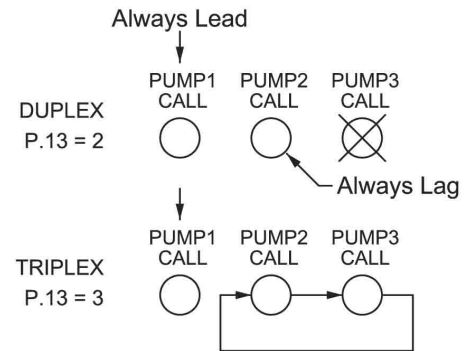 Always Lead
PUMP1 PUMP2 PUMP3
CALL CALL CALL
DUPLEX
P.13 = 2
Always Lag
PUMP1 PUMP2 PUMP3
CALL CALL CALL
TRIPLEX
P.13 = 3